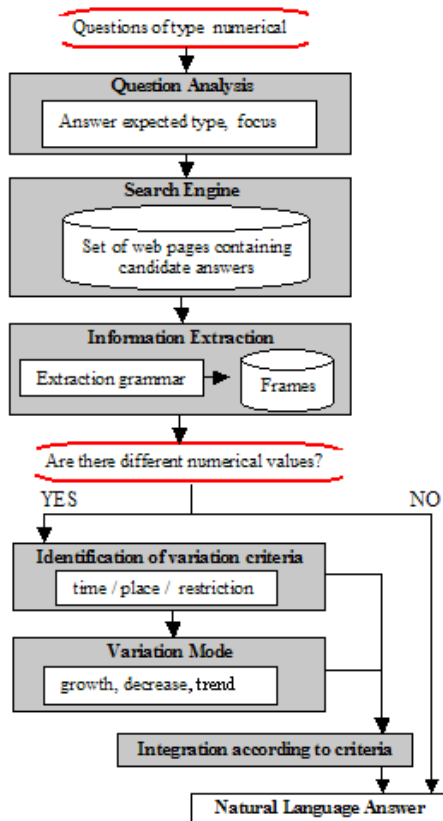 Questions of type numerical
Question Analysis
Answer expected type, focus
Search Engine
Set of web pages containing
candidate answers
Information Extraction
Extraction grammar
Frames
Are there different numerical values?
YES
NO
Identification of variation criteria
time / place / restriction
Variation Mode
growth, decrease, trend
Integration according to criteria
Natural Language Answer